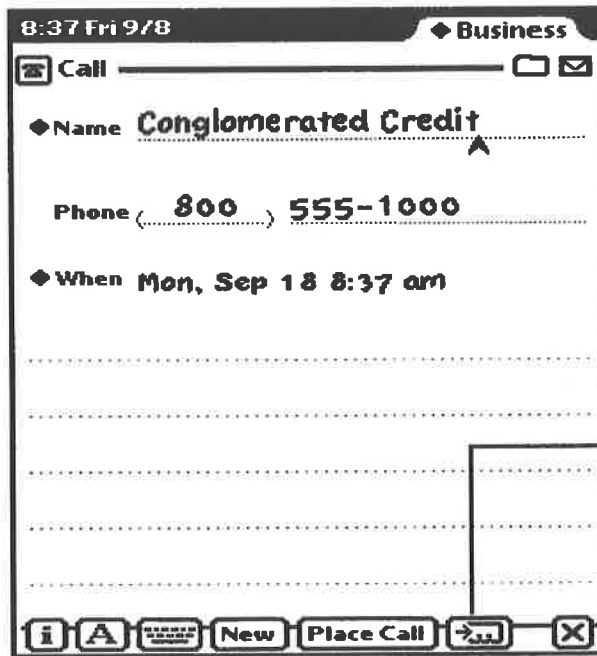 8:37 Fri 9/8 ◆Business
Call
◆Name Conglomerated Credit
Phone (800) 555-1000
◆When Mon, Sep 18 8:37 am
i A New Place Call X